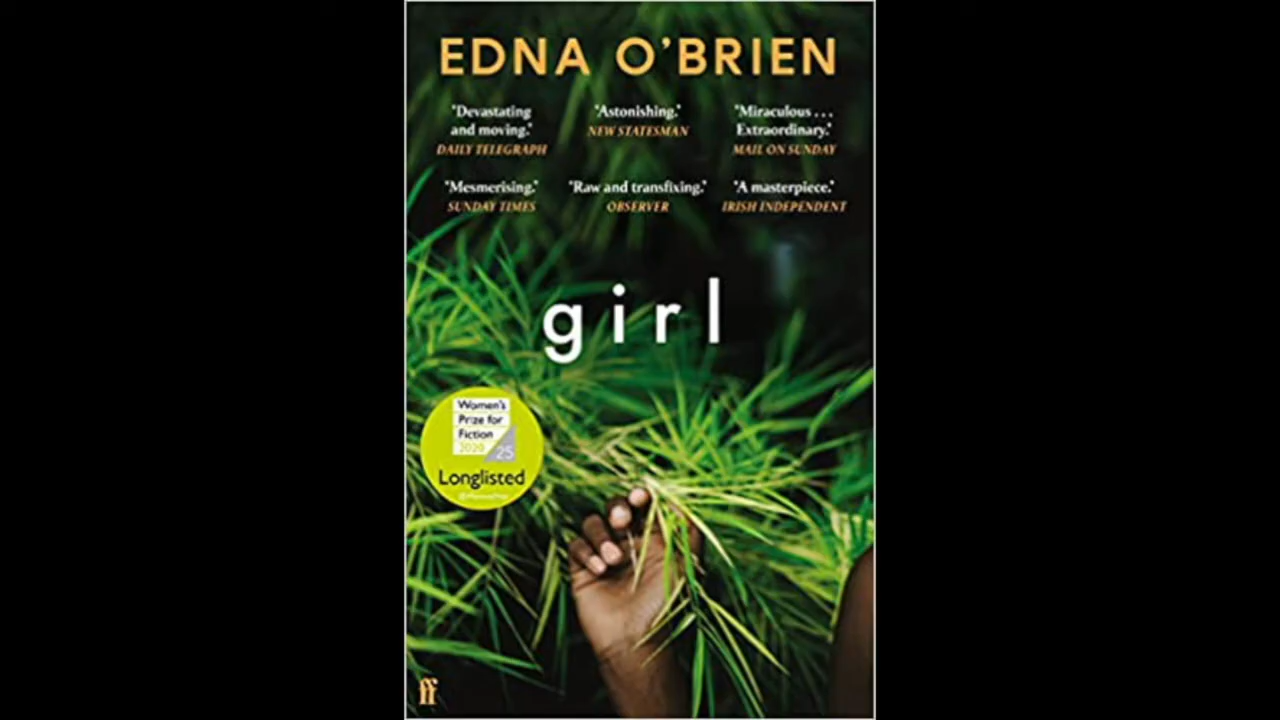 EDNA O'BRIEN
"Devastating
and moving."
DAILY TELEGRAPH
"Astonishing."
NEW STATESMAN
"Miraculous . . .
Extraordinary."
MAIL ON SUNDAY
"Mesmerising."
SUNDAY TIMES
"Raw and transfixing."
OBSERVER
"A masterpiece."
IRISH INDEPENDENT
girl
Women's
Prize for
Fiction
2020
25
Longlisted
ff